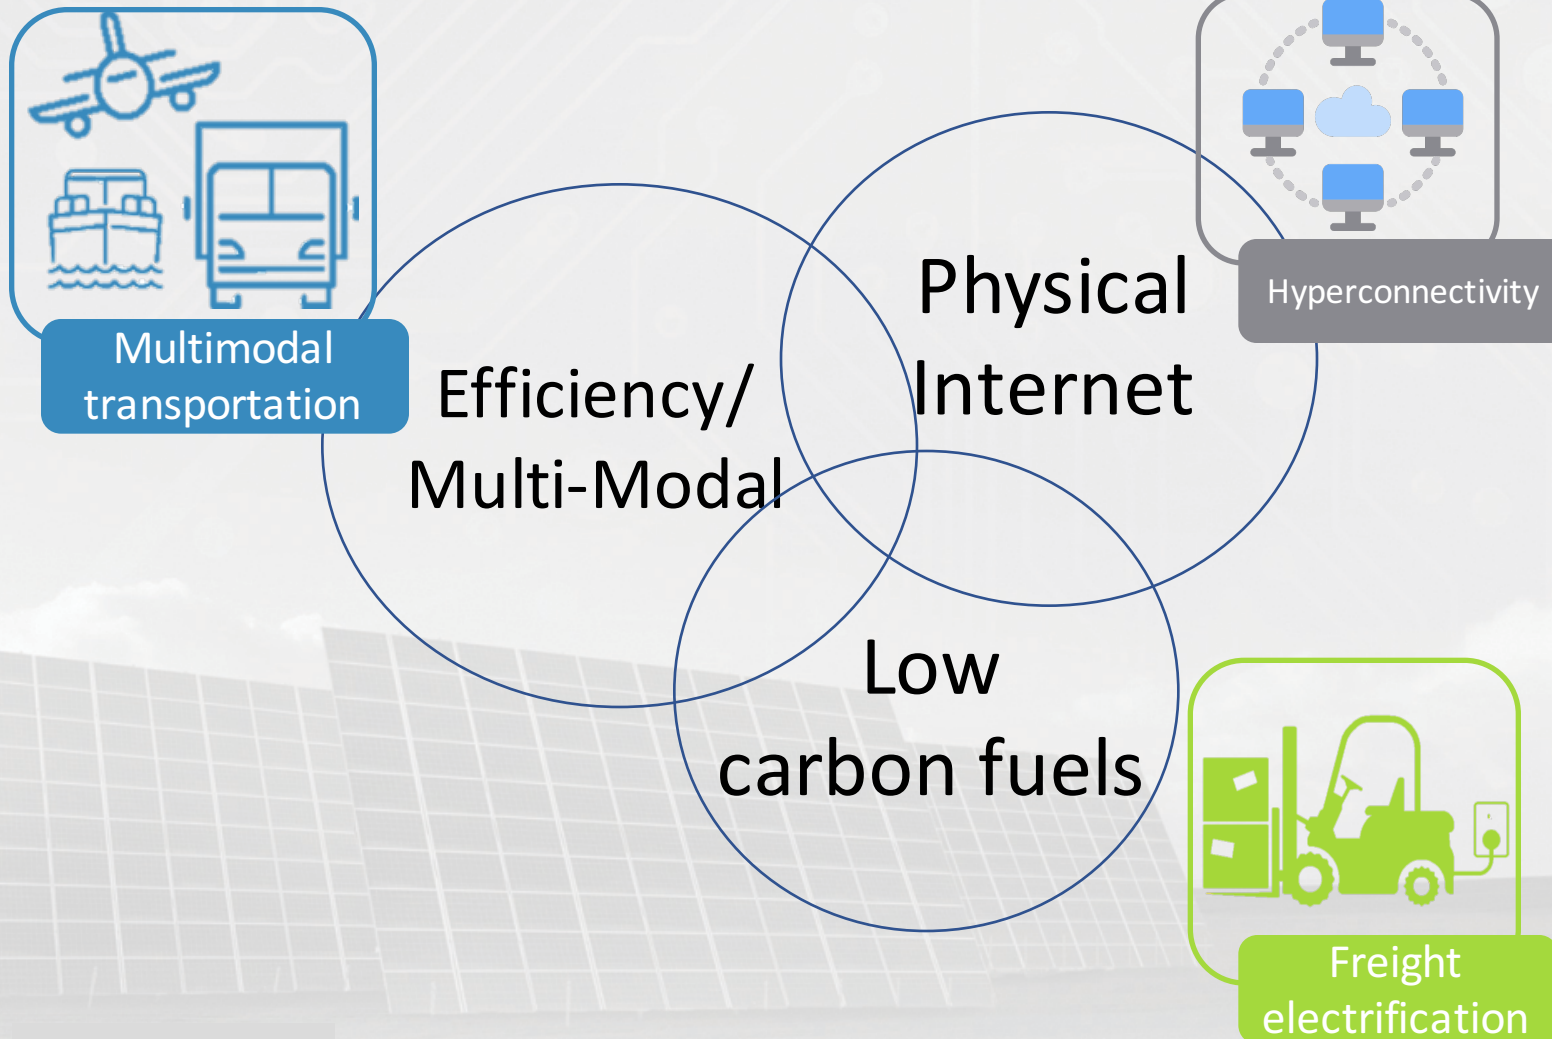 Multimodal
transportation
Efficiency/
Multi-Modal
Physical
Internet
Hyperconnectivity
Low
carbon fuels
Freight
electrification